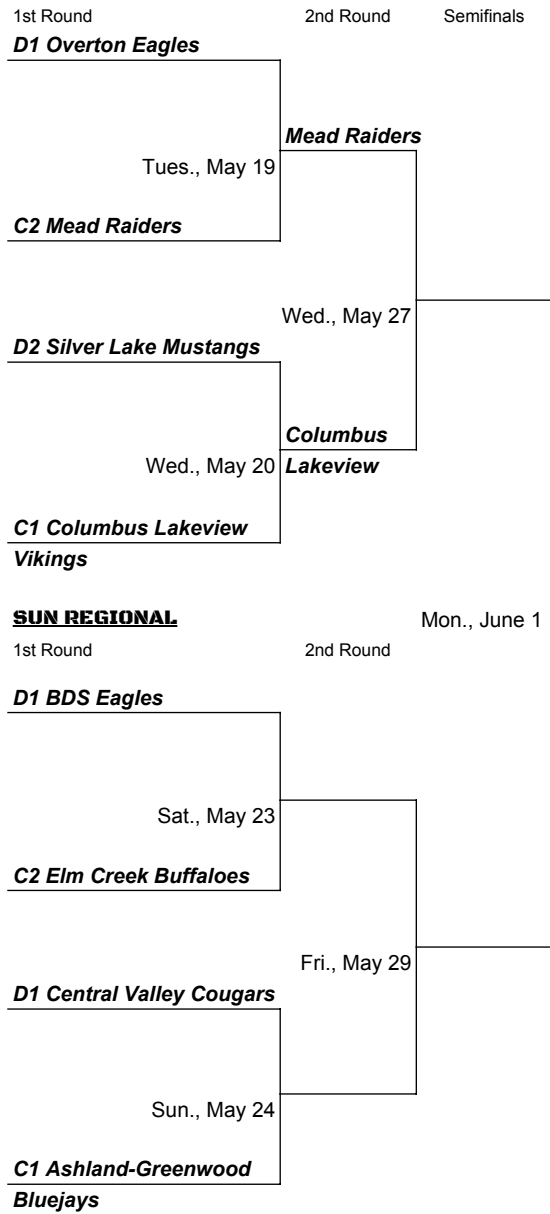 1st Round 2nd Round Semifinals
D1 Overton Eagles
Mead Raiders
Tues., May 19
C2 Mead Raiders
Wed., May 27
D2 Silver Lake Mustangs
Columbus
Wed., May 20 Lakeview
C1 Columbus Lakeview
Vikings
SUN REGIONAL Mon., June 1
1st Round 2nd Round
D1 BDS Eagles
Sat., May 23
C2 Elm Creek Buffaloes
Fri., May 29
D1 Central Valley Cougars
Sun., May 24
C1 Ashland-Greenwood
Bluejays